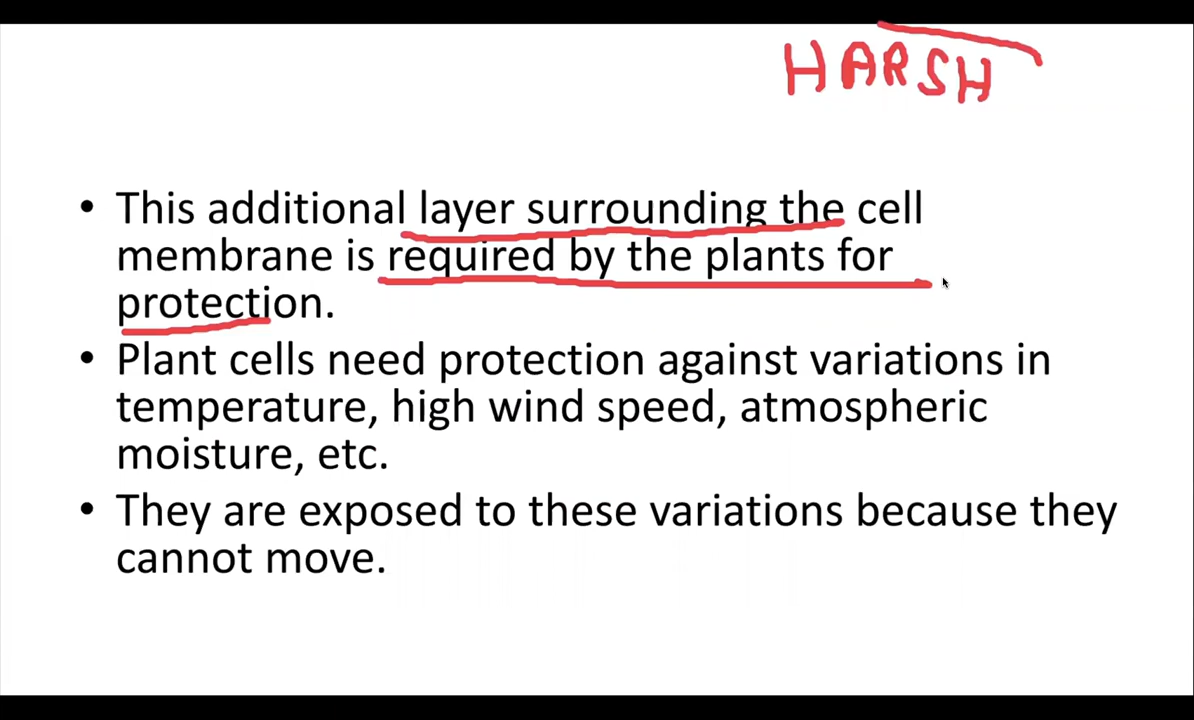 HARSH
• This additional layer surrounding the cell
membrane is required by the plants for
protection.
• Plant cells need protection against variations in
temperature, high wind speed, atmospheric
moisture, etc.
• They are exposed to these variations because they
cannot move.